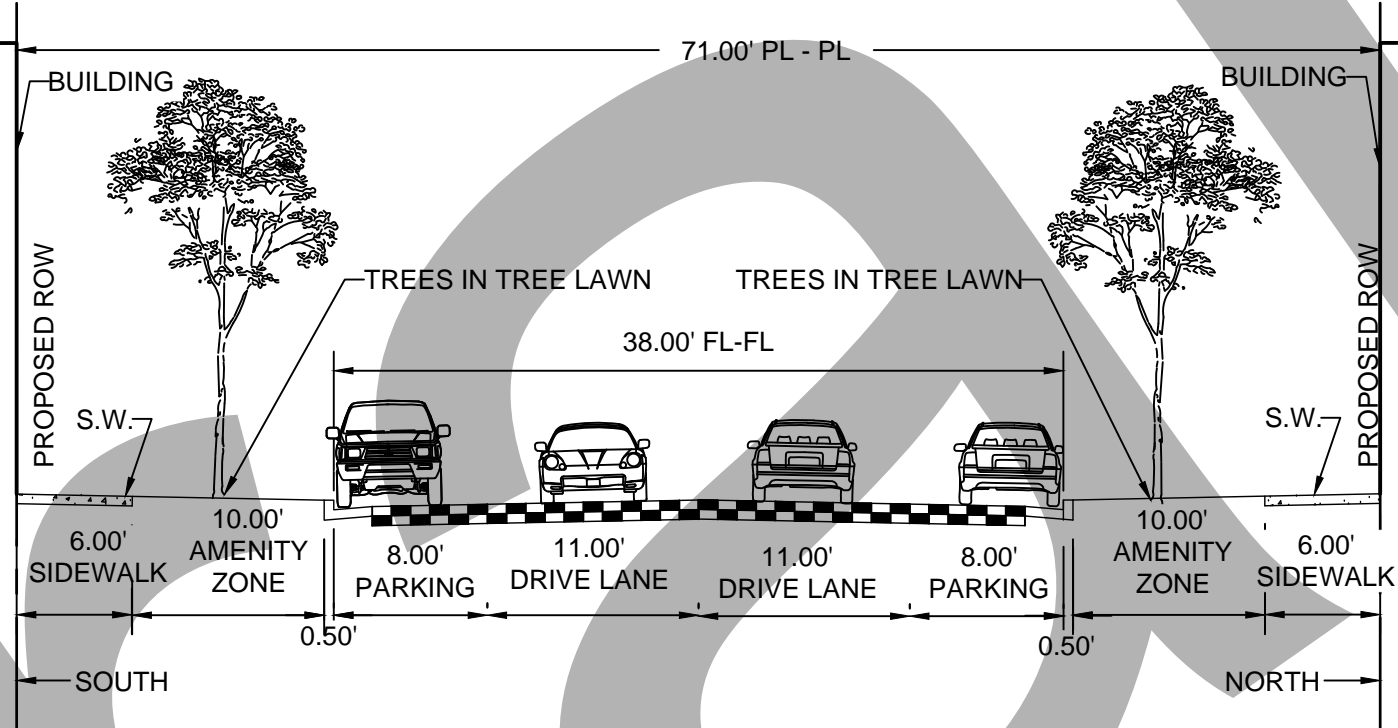 71.00' PL - PL
BUILDING
BUILDING
TREES IN TREE LAWN
TREES IN TREE LAWN
38.00' FL-FL
PROPOSED ROW
PROPOSED ROW
S.W.
S.W.
6.00'
SIDEWALK
10.00'
AMENITY
ZONE
8.00'
PARKING
11.00'
DRIVE LANE
11.00'
DRIVE LANE
8.00'
PARKING
10.00'
AMENITY
ZONE
6.00'
SIDEWALK
0.50'
0.50'
SOUTH
NORTH